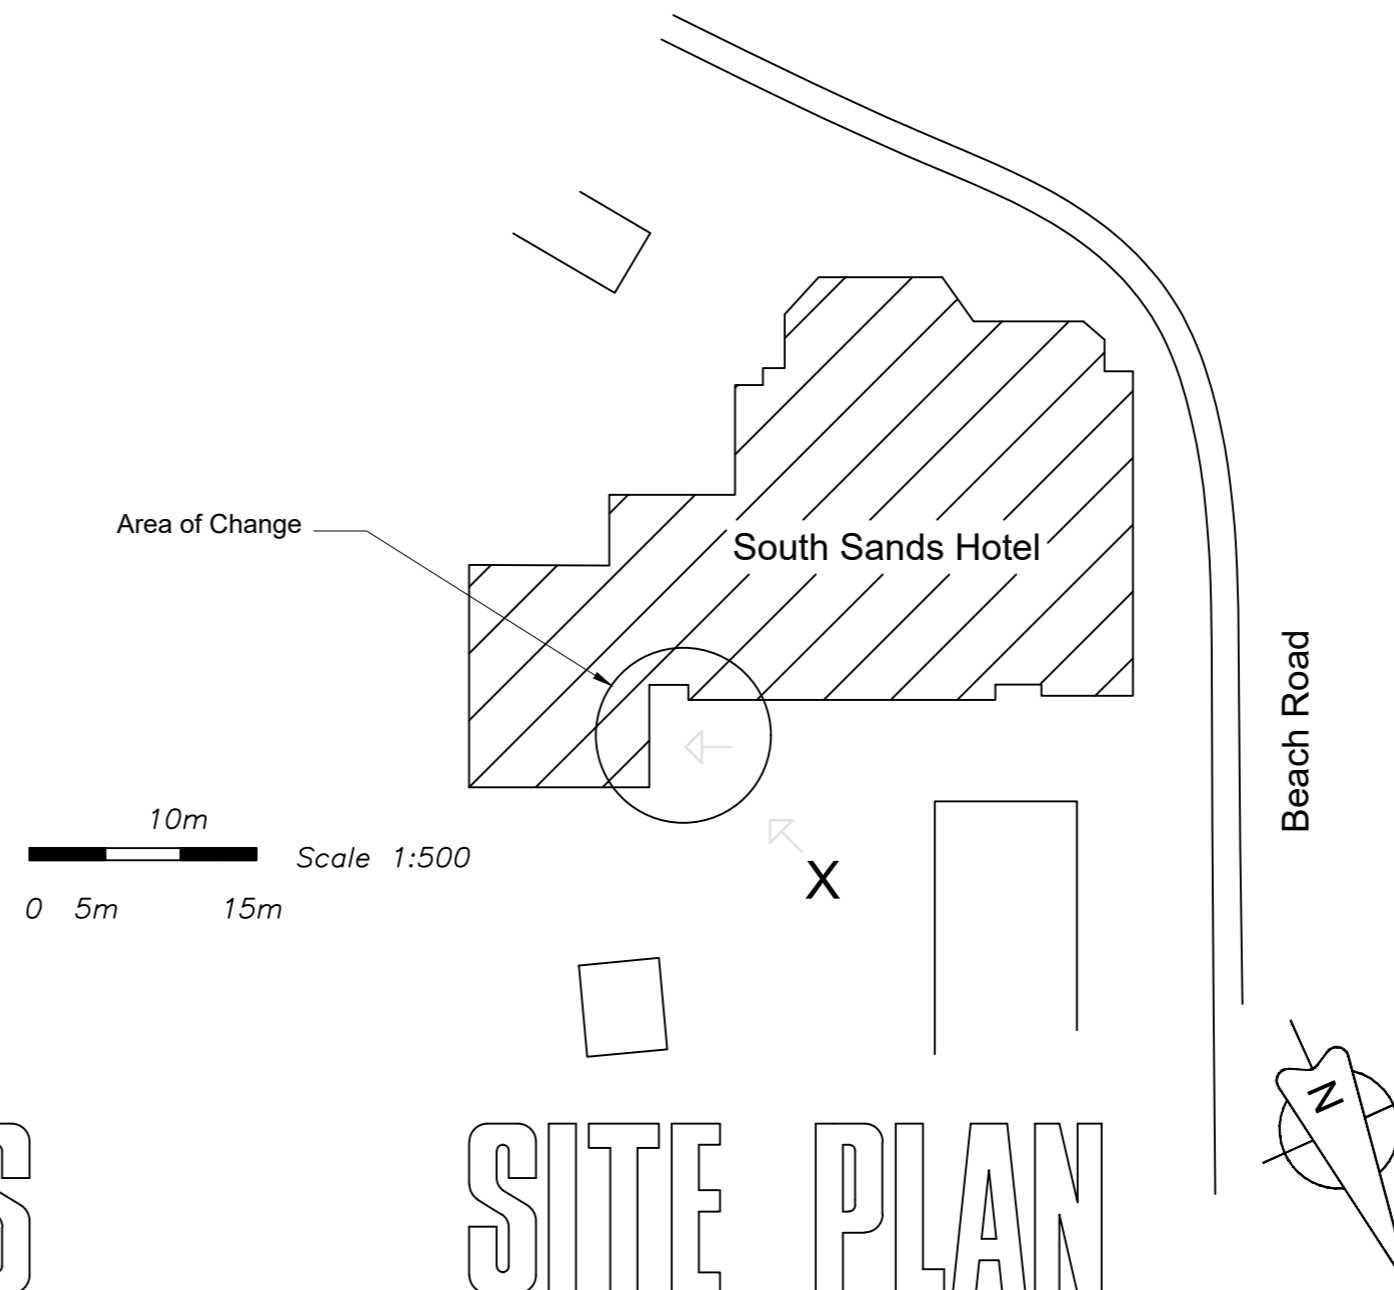 Area of Change
South Sands Hotel
Beach Road
10m
Scale 1:500
0 5m 15m
X
N
S
SITE PLAN